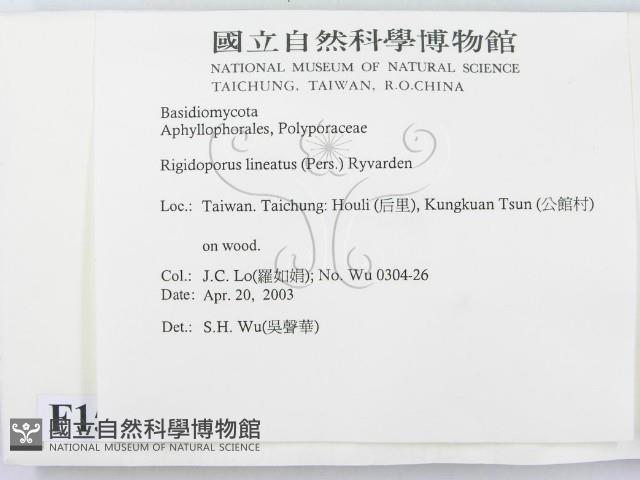 國立自然科學博物館
NATIONAL MUSEUM OF NATURAL SCIENCE
TAICHUNG, TAIWAN, R.O.CHINA
Basidiomycota
Aphyllophorales, Polyporaceae
Rigidoporus lineatus (Pers.) Ryvarden
Loc.: Taiwan. Taichung: Houli (后里), Kungkuan Tsun (公館村)
on wood.
Col.: J.C. Lo(羅如娟); No. Wu 0304-26
Date: Apr. 20, 2003
Det.: S.H. Wu(吳聲華)
國立自然科學博物館
NATIONAL MUSEUM OF NATURAL SCIENCE